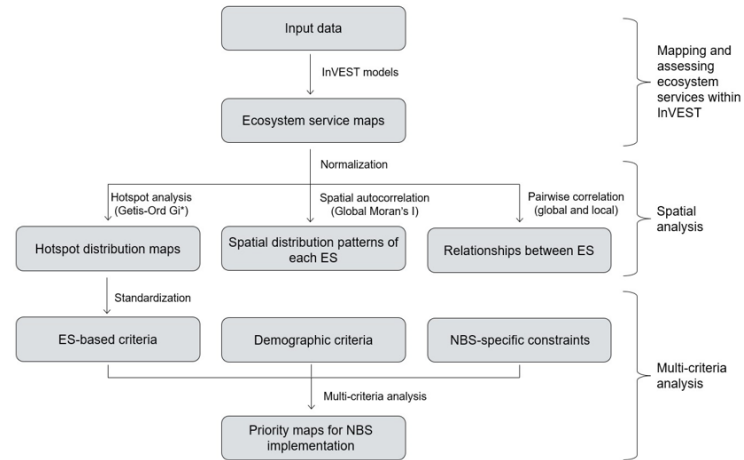 Input data
InVEST models
Ecosystem service maps
Mapping and
assessing
ecosystem
services within
InVEST
Normalization
Hotspot analysis
(Getis-Ord Gi*)
Spatial autocorrelation
(Global Moran's I)
Pairwise correlation
(global and local)
Hotspot distribution maps
Spatial distribution patterns of
each ES
Relationships between ES
Spatial
analysis
Standardization
ES-based criteria
Demographic criteria
NBS-specific constraints
Multi-criteria analysis
Priority maps for NBS
implementation
Multi-criteria
analysis